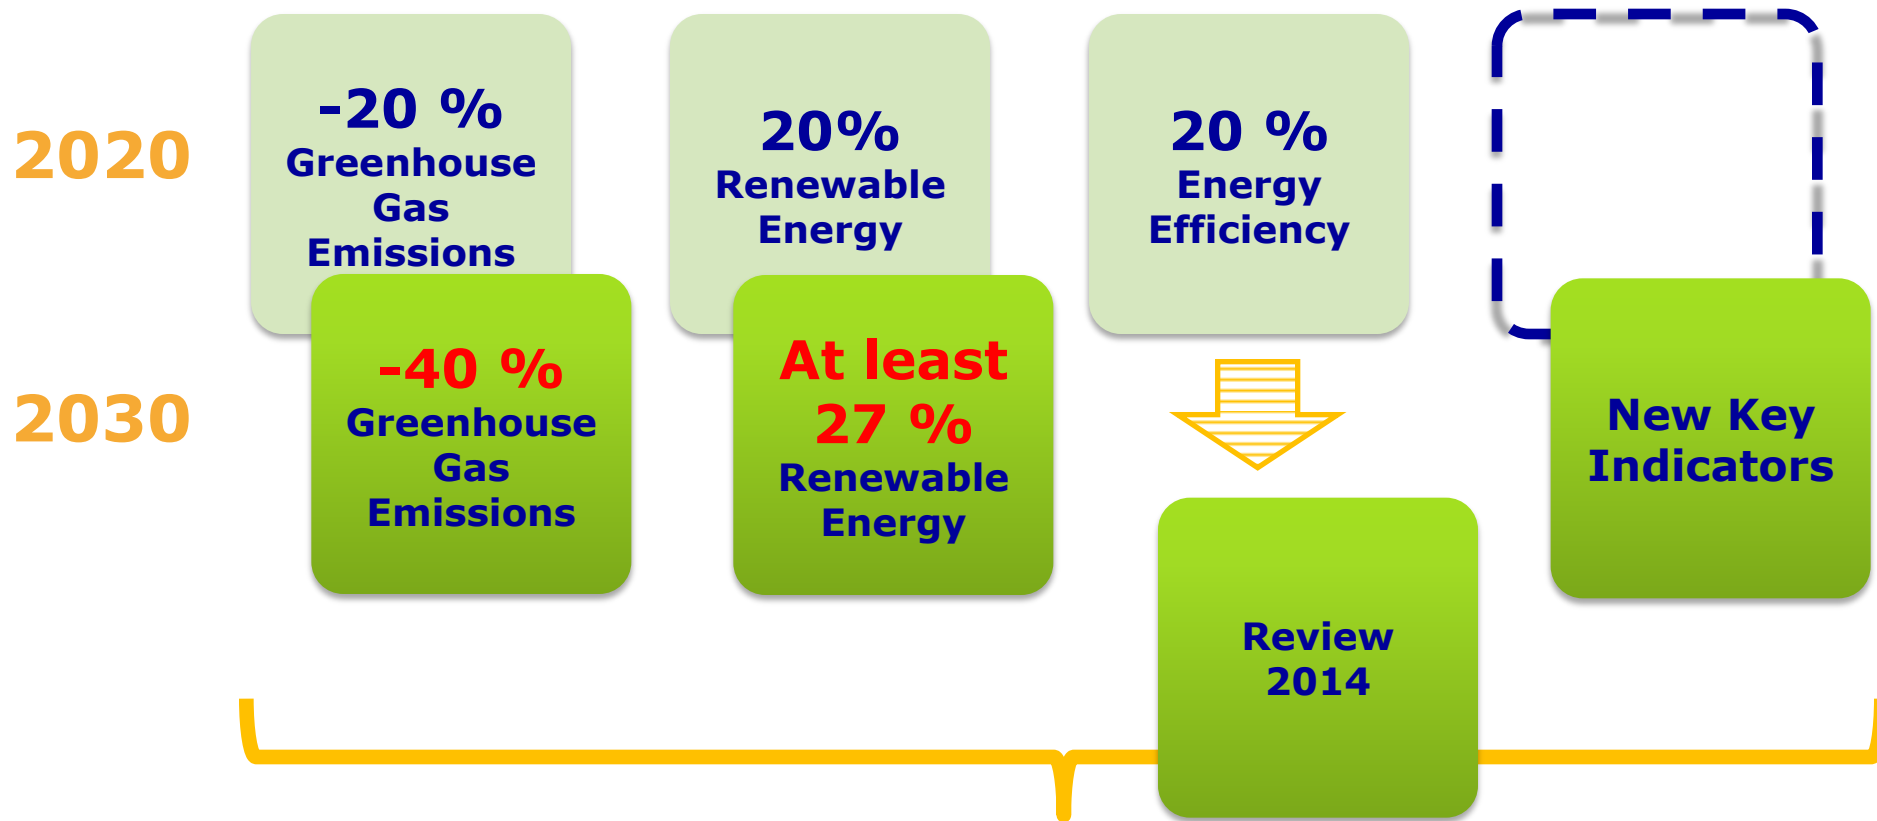 2020
-20 %
Greenhouse
Gas
Emissions
20%
Renewable
Energy
20 %
Energy
Efficiency
2030
-40 %
Greenhouse
Gas
Emissions
At least
27 %
Renewable
Energy
Review
2014
New Key
Indicators